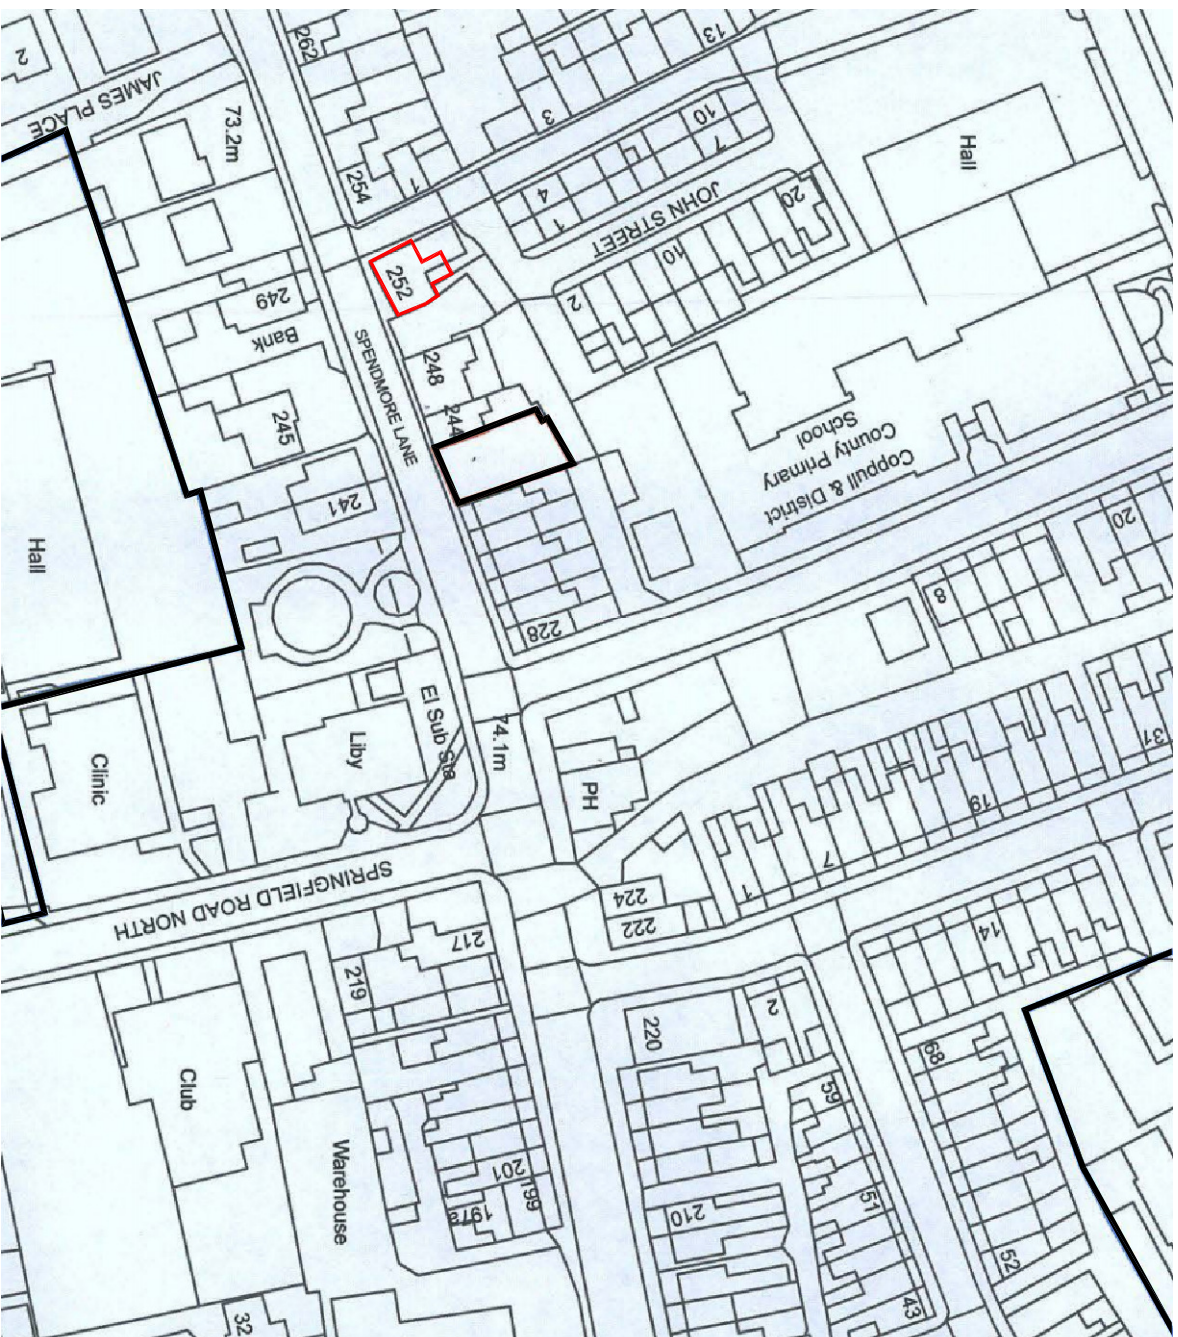 262
13
2
JAMES PLACE
73.2m
3
10
7
Hall
254
1
4
1
JOHN STREET
20
252
10
249
2
Bank
SPENDMORE LANE
248
244
245
Coppull & District
County Primary
School
241
20
Hall
8
228
El Sub Sta
74.1m
Liby
PH
Clinic
31
19
7
1
SPRINGFIELD ROAD NORTH
224
222
217
14
219
2
220
68
59
Club
Warehouse
201
199
197a
51
210
52
43
32